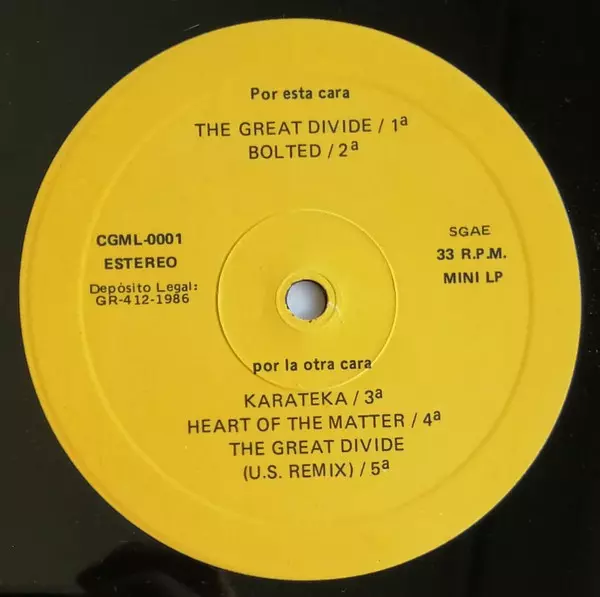 Por esta cara
THE GREAT DIVIDE / 1ª
BOLTED / 2ª
CGML-0001
ESTEREO
Depósito Legal:
GR-412-1986
SGAE
33 R.P.M.
MINI LP
por la otra cara
KARATEKA / 3ª
HEART OF THE MATTER / 4ª
THE GREAT DIVIDE
(U.S. REMIX) / 5ª